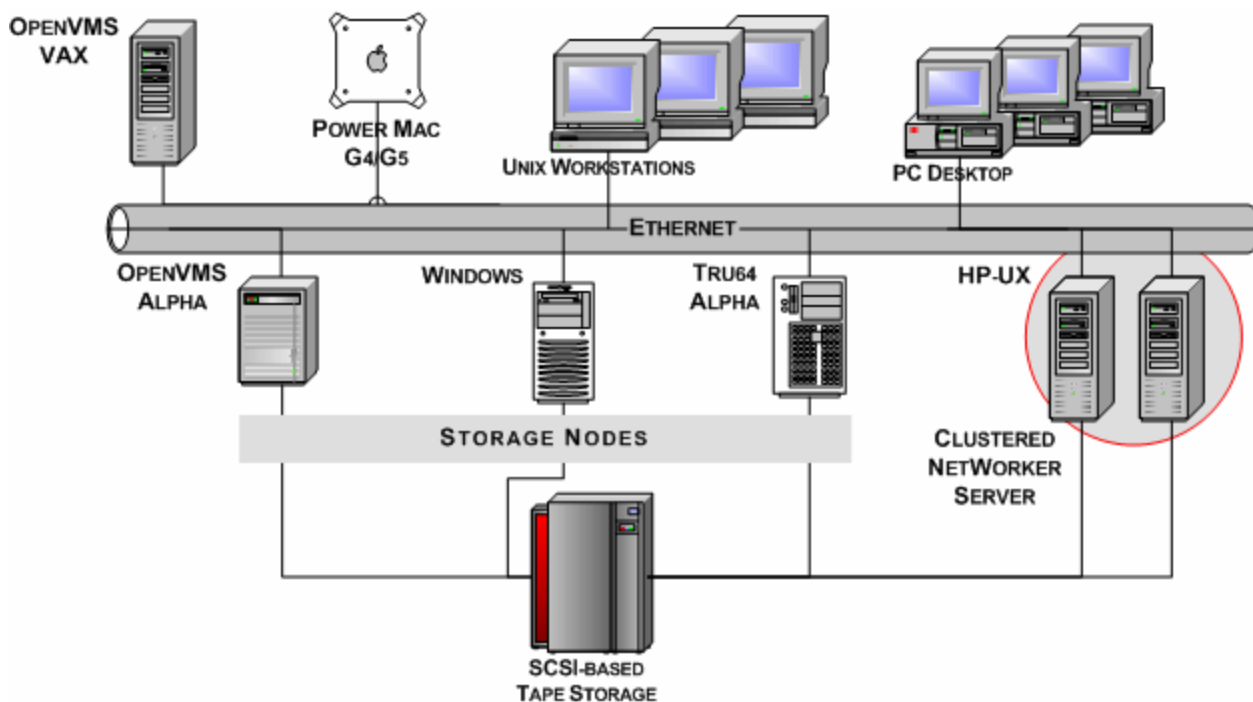 OPENVMS
VAX
POWER MAC
G4/G5
UNIX WORKSTATIONS
PC DESKTOP
ETHERNET
OPENVMS
ALPHA
WINDOWS
TRU64
ALPHA
HP-UX
STORAGE NODES
CLUSTERED
NETWORKER
SERVER
SCSI-BASED
TAPE STORAGE